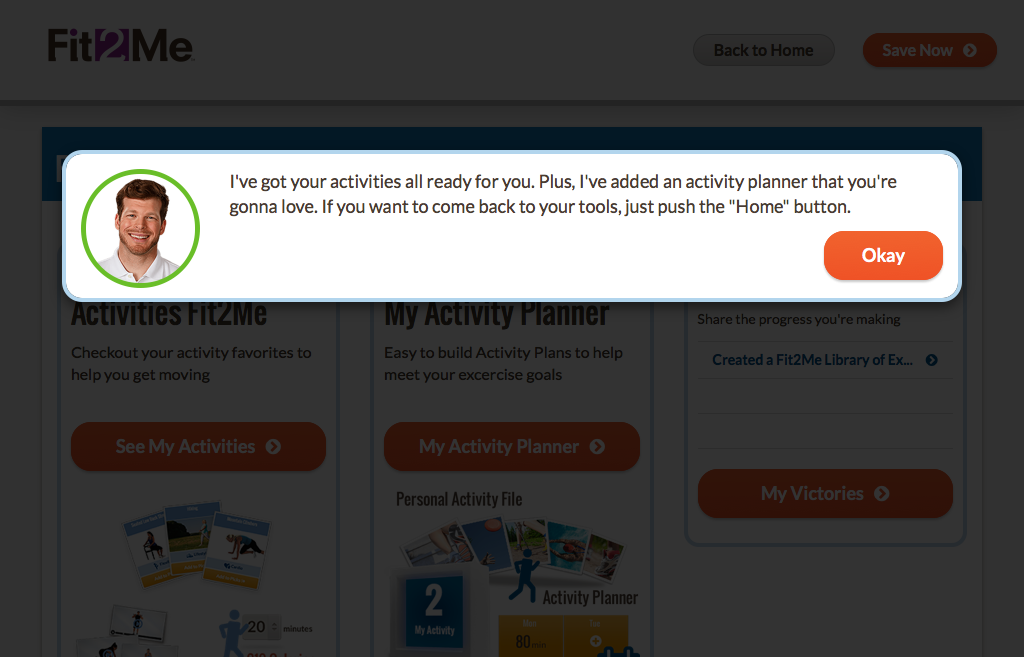 Fit2Me
Back to Home
Save Now
I've got your activities all ready for you. Plus, I've added an activity planner that you're
gonna love. If you want to come back to your tools, just push the "Home" button.
Okay
Activities Fit2Me
Checkout your activity favorites to
help you get moving
See My Activities
20 minutes
My Activity Planner
Easy to build Activity Plans to help
meet your excercise goals
My Activity Planner
Personal Activity File
2
My Activity
Activity Planner
Mon
Tue
80 min
Share the progress you're making
Created a Fit2Me Library of Ex...
My Victories